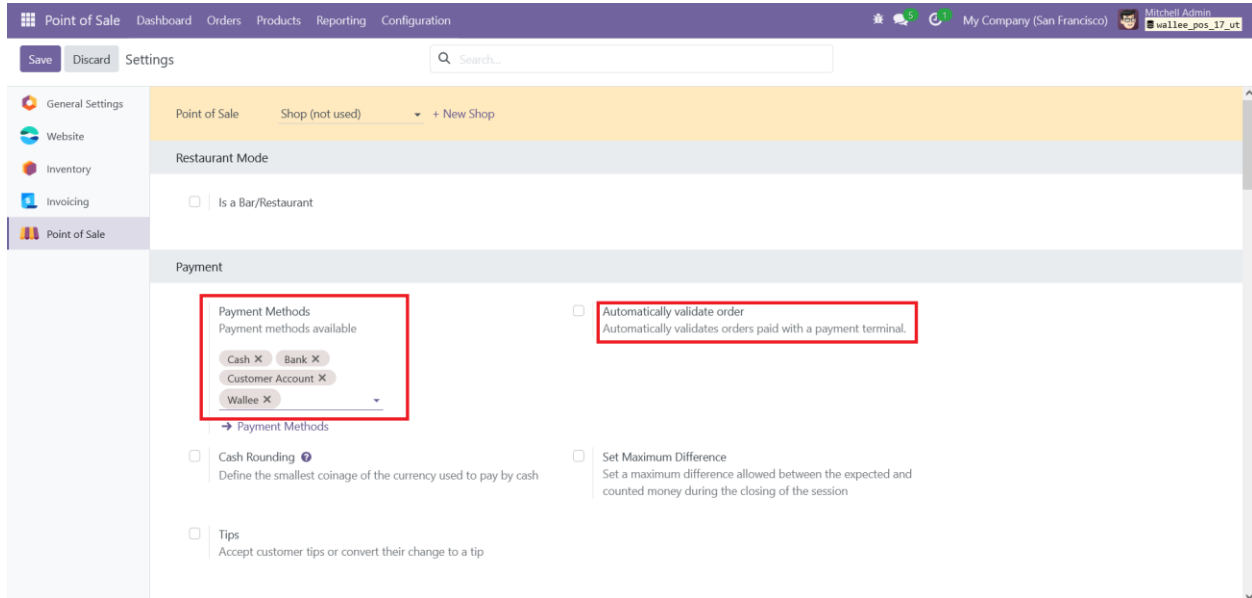 Point of Sale Dashboard Orders Products Reporting Configuration 5 1 My Company (San Francisco) Mitchell Admin
wallee_pos_17_ut
Save Discard Settings Search...
General Settings
Website
Inventory
Invoicing
Point of Sale
Point of Sale Shop (not used) + New Shop
Restaurant Mode
Is a Bar/Restaurant
Payment
Payment Methods
Payment methods available
Cash × Bank ×
Customer Account ×
Wallee ×
→ Payment Methods
Automatically validate order
Automatically validates orders paid with a payment terminal.
Cash Rounding ?
Define the smallest coinage of the currency used to pay by cash
Set Maximum Difference
Set a maximum difference allowed between the expected and
counted money during the closing of the session
Tips
Accept customer tips or convert their change to a tip